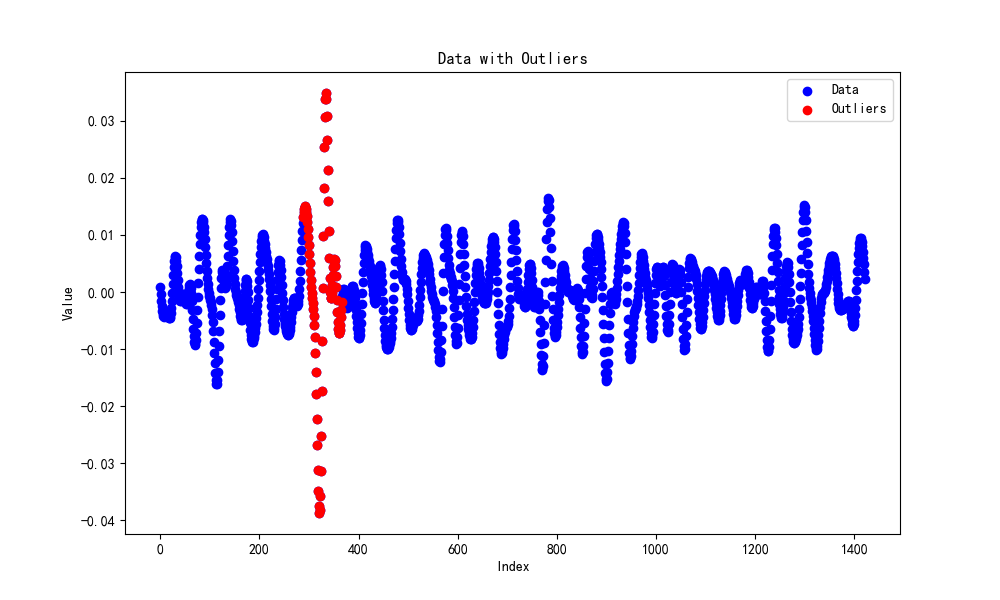 Data with Outliers
Data
Outliers
0.03
0.02
0.01
0.00
-0.01
-0.02
-0.03
-0.04
Value
0 200 400 600 800 1000 1200 1400
Index